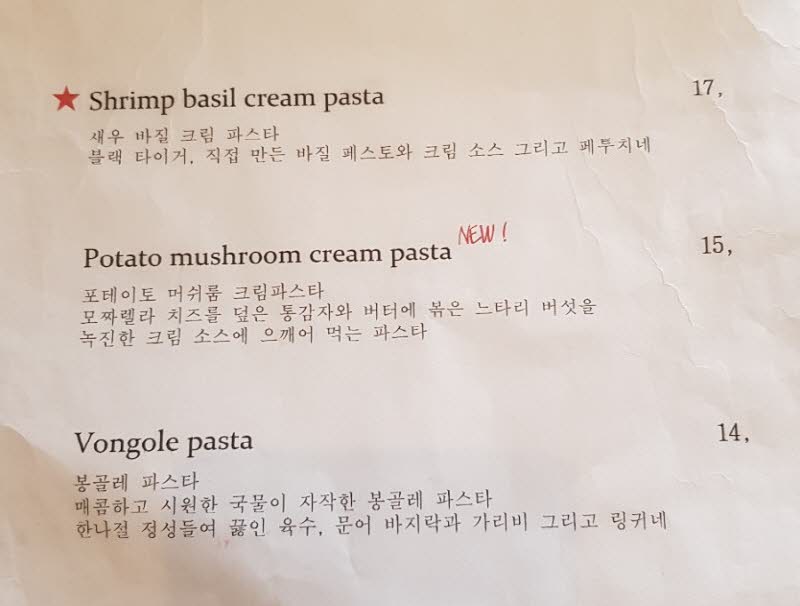 ★ Shrimp basil cream pasta 17,
새우 바질 크림 파스타
블랙 타이거, 직접 만든 바질 페스토와 크림 소스 그리고 페투치네
Potato mushroom cream pasta NEW! 15,
포테이토 머쉬룸 크림파스타
모짜렐라 치즈를 덮은 통감자와 버터에 볶은 느타리 버섯을
녹진한 크림 소스에 으깨어 먹는 파스타
Vongole pasta 14,
봉골레 파스타
매콤하고 시원한 국물이 자작한 봉골레 파스타
한나절 정성들여 끓인 육수, 문어 바지락과 가리비 그리고 링귀네